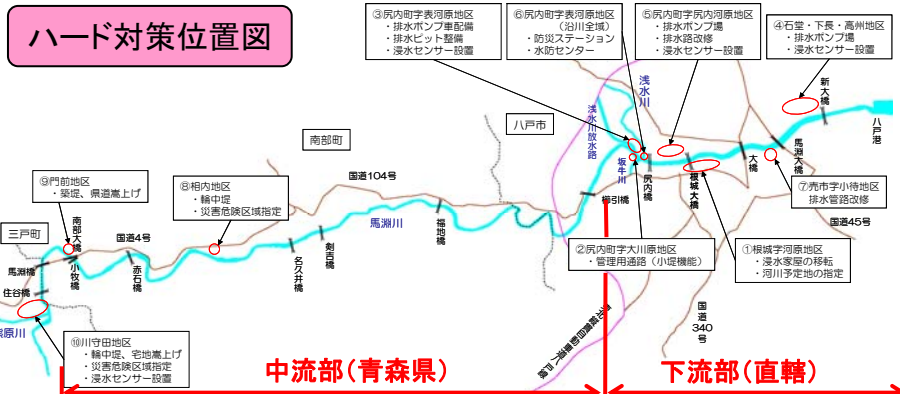 ハード対策位置図
③尻内町字表河原地区
・排水ポンプ車配備
・排水ピット整備
・浸水センサー設置
⑥尻内町字表河原地区
(沿川全域)
・防災ステーション
・水防センター
⑤尻内町字尻内河原地区
・排水ポンプ場
・排水路改修
・浸水センサー設置
④石堂・下長・高州地区
・排水ポンプ場
・浸水センサー設置
新大橋
八戸港
浅水川
浅水川放水路
八戸市
南部町
坂牛川
尻内橋
根城大橋
大橋
馬淵大橋
⑦売市字小待地区
排水管路改修
国道45号
⑨門前地区
・築堤、県道嵩上げ
⑧相内地区
・輪中堤
・災害危険区域指定
国道104号
馬淵川
櫛引橋
三戸町
南部大橋
国道4号
福地橋
剣吉橋
名久井橋
赤石橋
小牧橋
馬淵橋
住谷橋
熊原川
②尻内町字大川原地区
・管理用通路(小堤機能)
①根城字河原地区
・浸水家屋の移転
・河川予定地の指定
国道
340号
東北縦貫自動車道八戸線
⑩川守田地区
・輪中堤、宅地嵩上げ
・災害危険区域指定
・浸水センサー設置
中流部(青森県)
下流部(直轄)